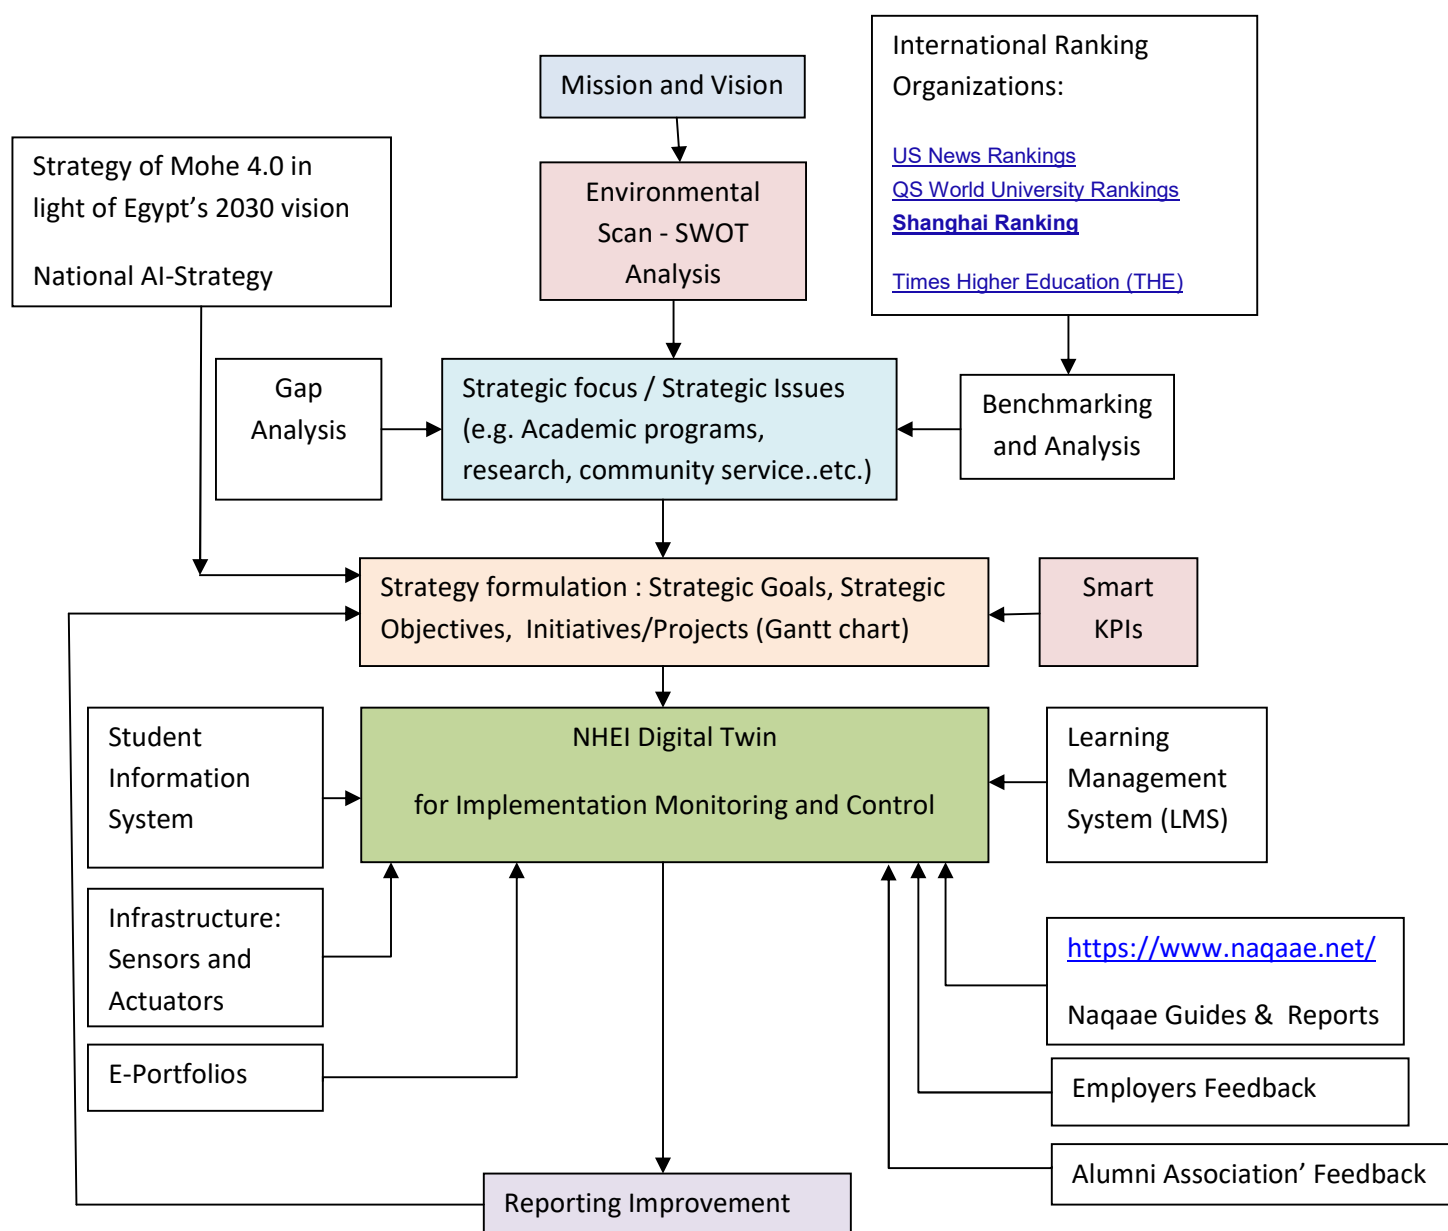 Mission and Vision
International Ranking
Organizations:
US News Rankings
QS World University Rankings
Shanghai Ranking
Times Higher Education (THE)
Strategy of Mohe 4.0 in
light of Egypt’s 2030 vision
National AI-Strategy
Environmental
Scan - SWOT
Analysis
Gap
Analysis
Strategic focus / Strategic Issues
(e.g. Academic programs,
research, community service..etc.)
Benchmarking
and Analysis
Strategy formulation : Strategic Goals, Strategic
Objectives,  Initiatives/Projects (Gantt chart)
Smart
KPIs
Student
Information
System
NHEI Digital Twin
for Implementation Monitoring and Control
Learning
Management
System (LMS)
Infrastructure:
Sensors and
Actuators
https://www.naqaae.net/
Naqaae Guides &  Reports
E-Portfolios
Employers Feedback
Alumni Association’ Feedback
Reporting Improvement